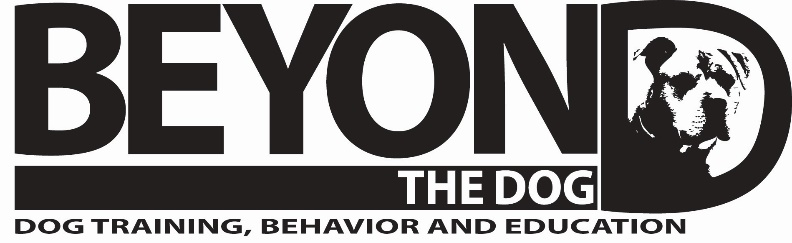 BEYOND
THE DOG
DOG TRAINING, BEHAVIOR AND EDUCATION